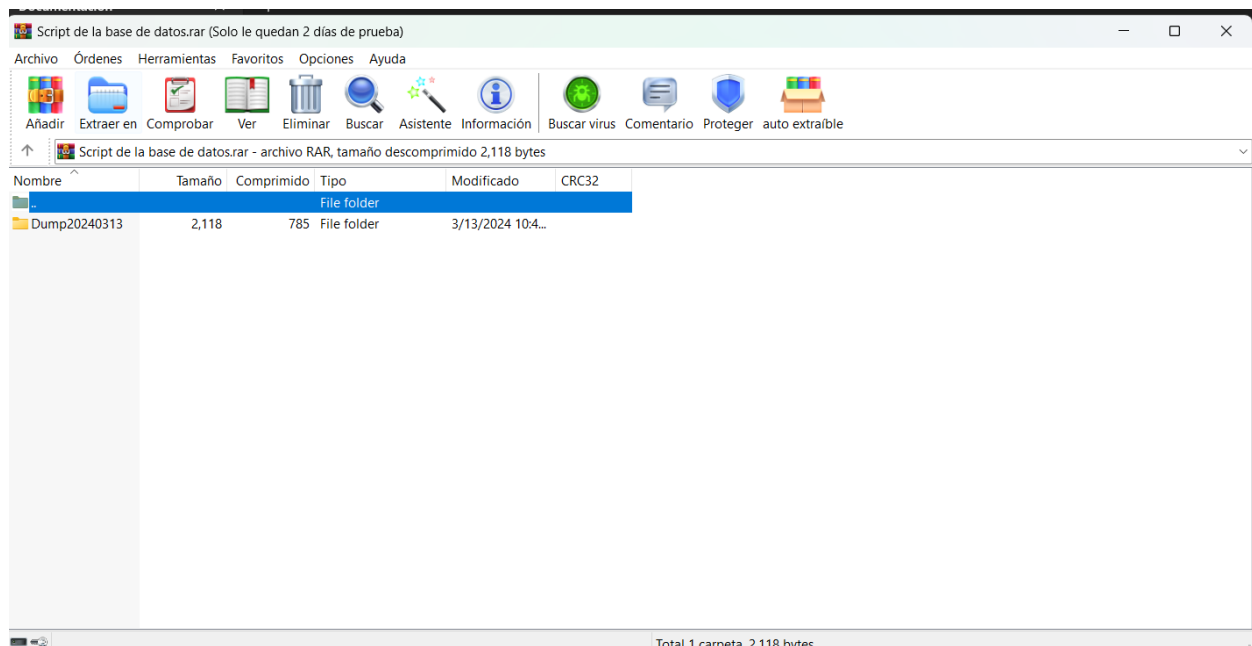 Script de la base de datos.rar (Solo le quedan 2 días de prueba)
Archivo Órdenes Herramientas Favoritos Opciones Ayuda
Añadir Extraer en Comprobar Ver Eliminar Buscar Asistente Información Buscar virus Comentario Proteger auto extraíble
Script de la base de datos.rar - archivo RAR, tamaño descomprimido 2,118 bytes
Nombre Tamaño Comprimido Tipo Modificado CRC32
.. File folder
Dump20240313 2,118 785 File folder 3/13/2024 10:4...
Total 1 carpeta, 2,118 bytes